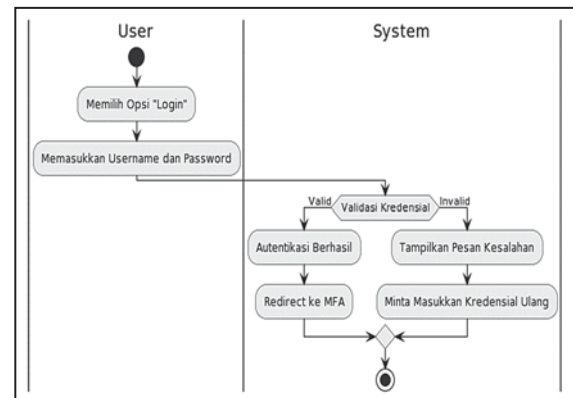 User
System
Memilih Opsi "Login"
Memasukkan Username dan Password
Validasi Kredensial
Valid
Invalid
Autentikasi Berhasil
Tampilkan Pesan Kesalahan
Redirect ke MFA
Minta Masukkan Kredensial Ulang